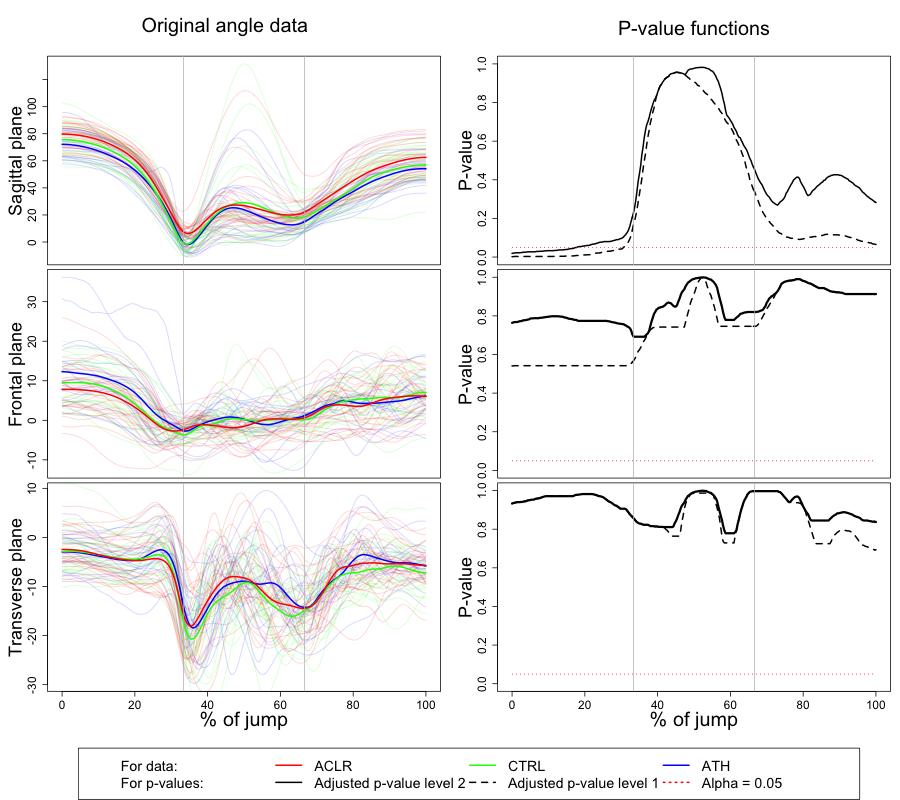 Original angle data
P-value functions
Sagittal plane
0 20 40 60 80 100
P-value
0.0 0.2 0.4 0.6 0.8 1.0
Frontal plane
-10 0 10 20 30
P-value
0.0 0.2 0.4 0.6 0.8 1.0
Transverse plane
-30 -20 -10 0 10
P-value
0.0 0.2 0.4 0.6 0.8 1.0
0 20 40 60 80 100
% of jump
0 20 40 60 80 100
% of jump
For data: ACLR CTRL ATH
For p-values: Adjusted p-value level 2 Adjusted p-value level 1 Alpha = 0.05